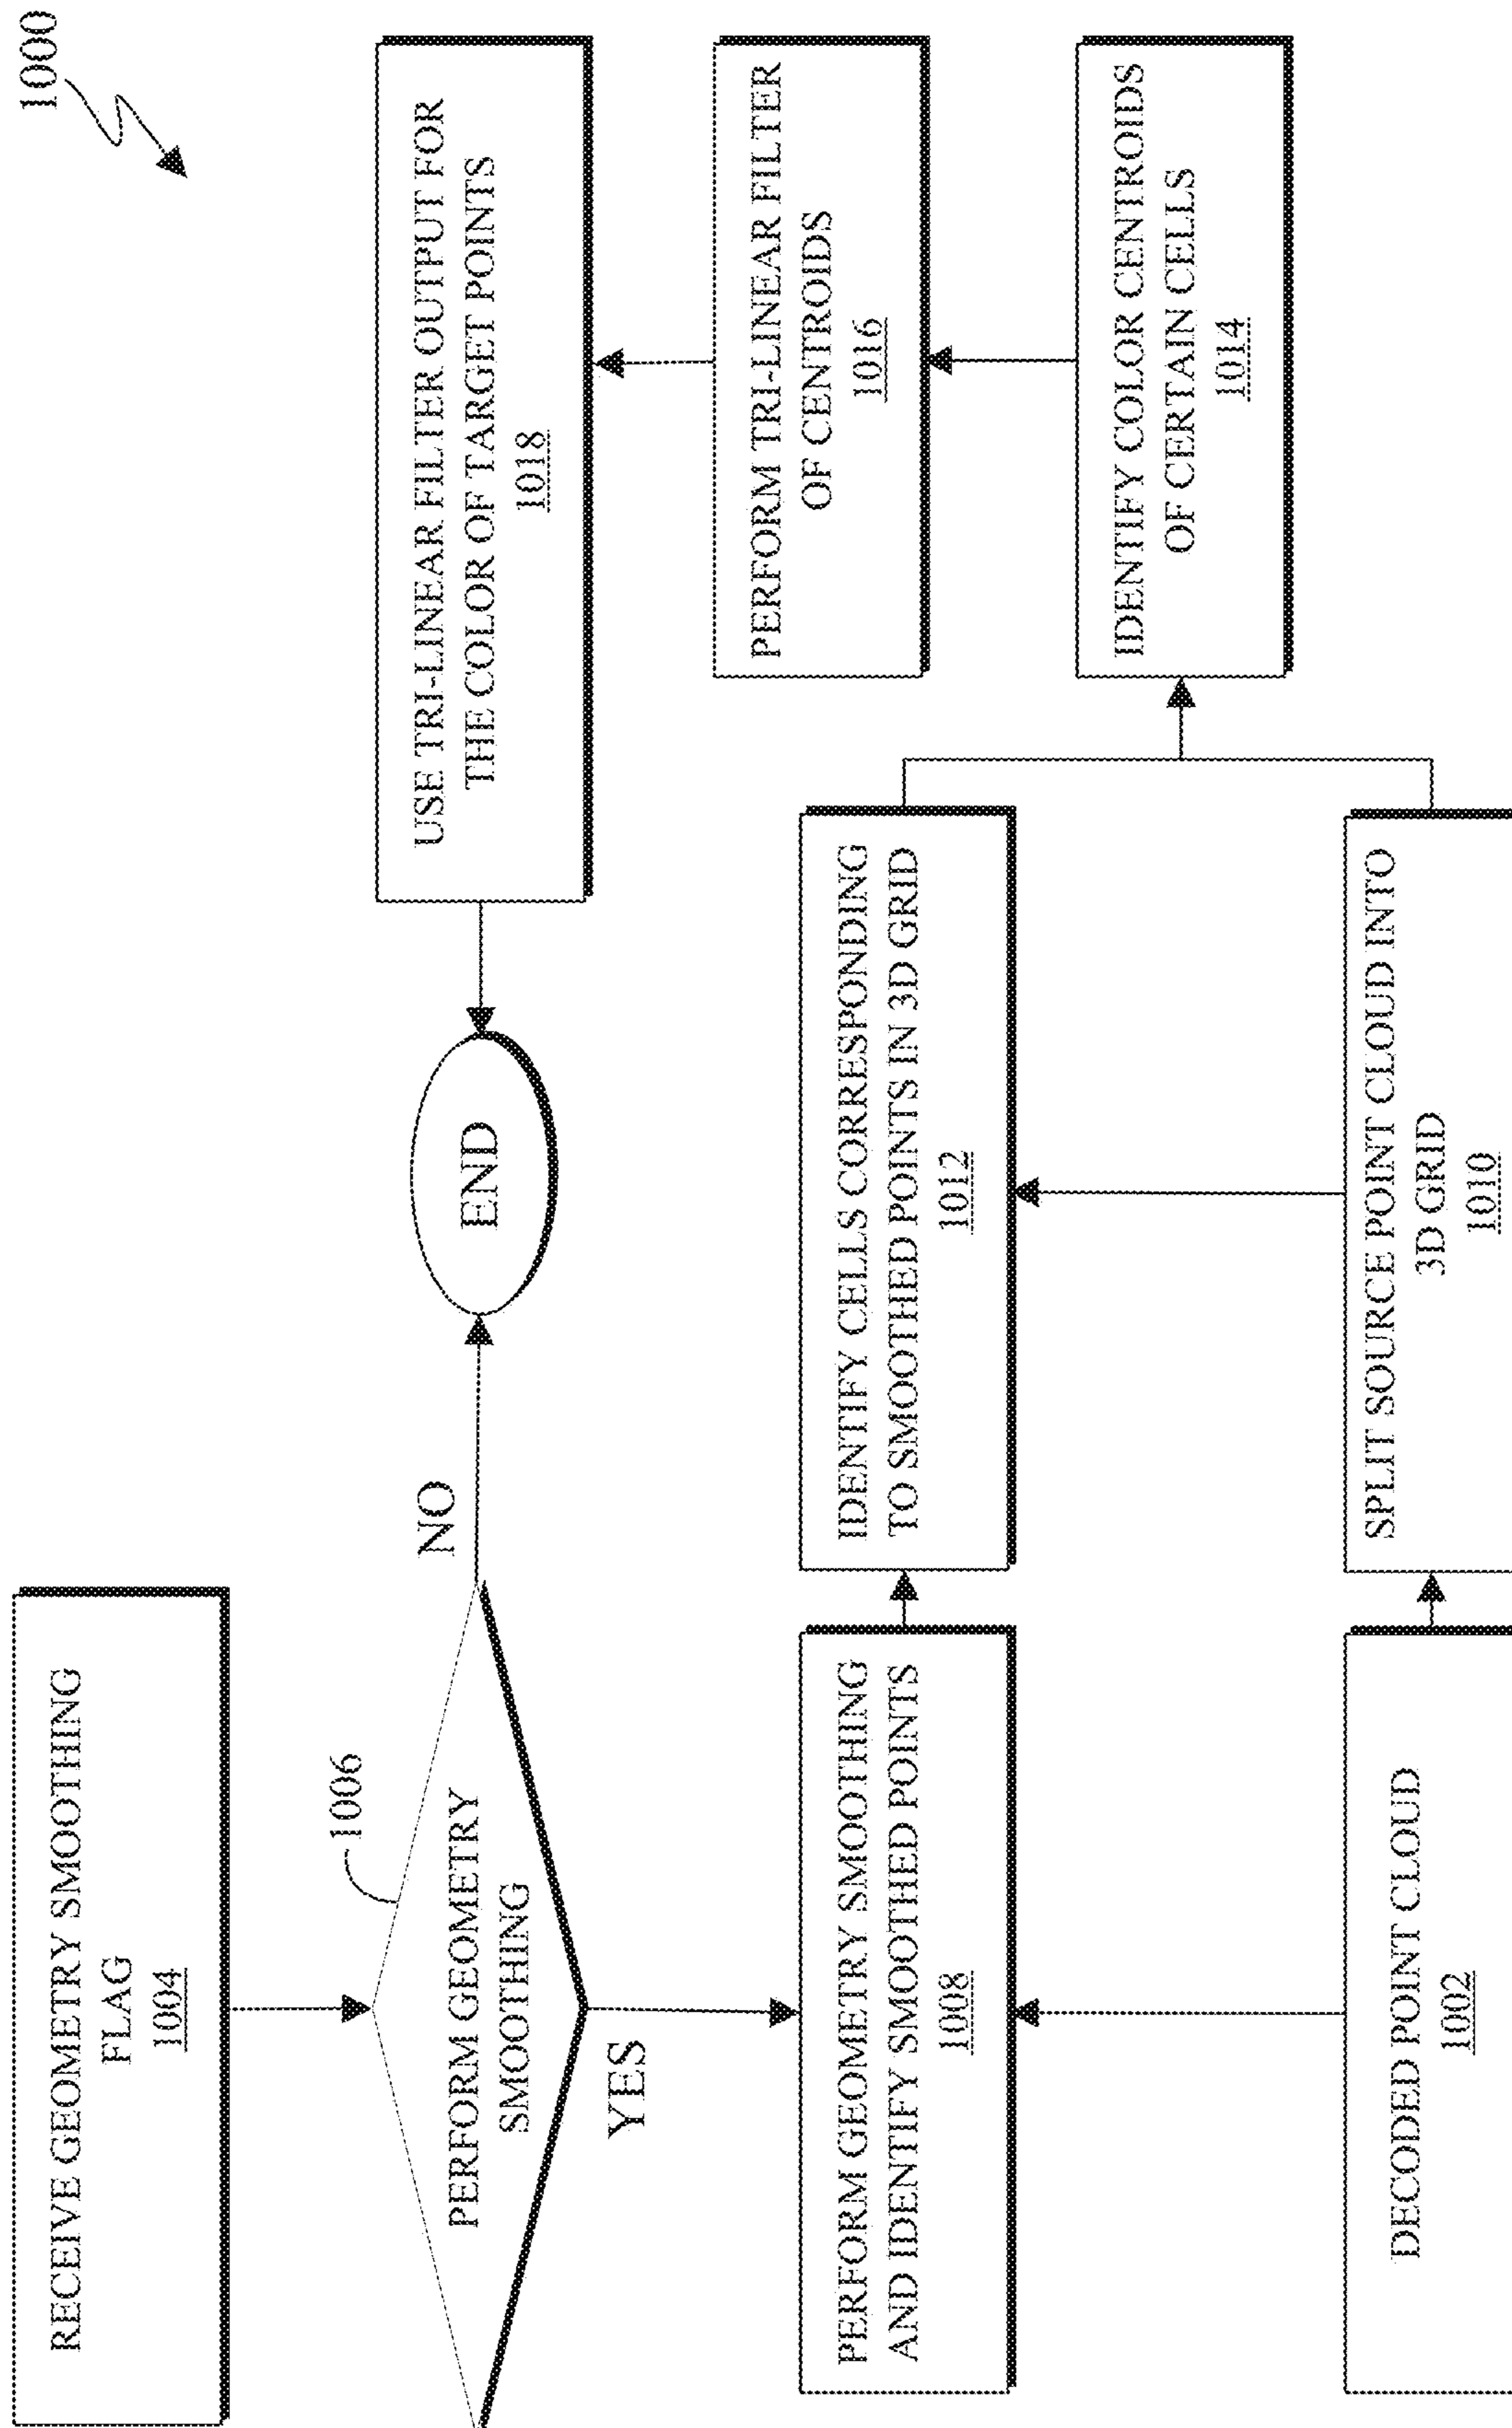 1000
RECEIVE GEOMETRY SMOOTHING
FLAG
1004
1006
PERFORM GEOMETRY
SMOOTHING
NO
YES
END
USE TRI-LINEAR FILTER OUTPUT FOR
THE COLOR OF TARGET POINTS
1018
PERFORM GEOMETRY SMOOTHING
AND IDENTIFY SMOOTHED POINTS
1008
IDENTIFY CELLS CORRESPONDING
TO SMOOTHED POINTS IN 3D GRID
1012
PERFORM TRI-LINEAR FILTER
OF CENTROIDS
1016
DECODED POINT CLOUD
1002
SPLIT SOURCE POINT CLOUD INTO
3D GRID
1010
IDENTIFY COLOR CENTROIDS
OF CERTAIN CELLS
1014